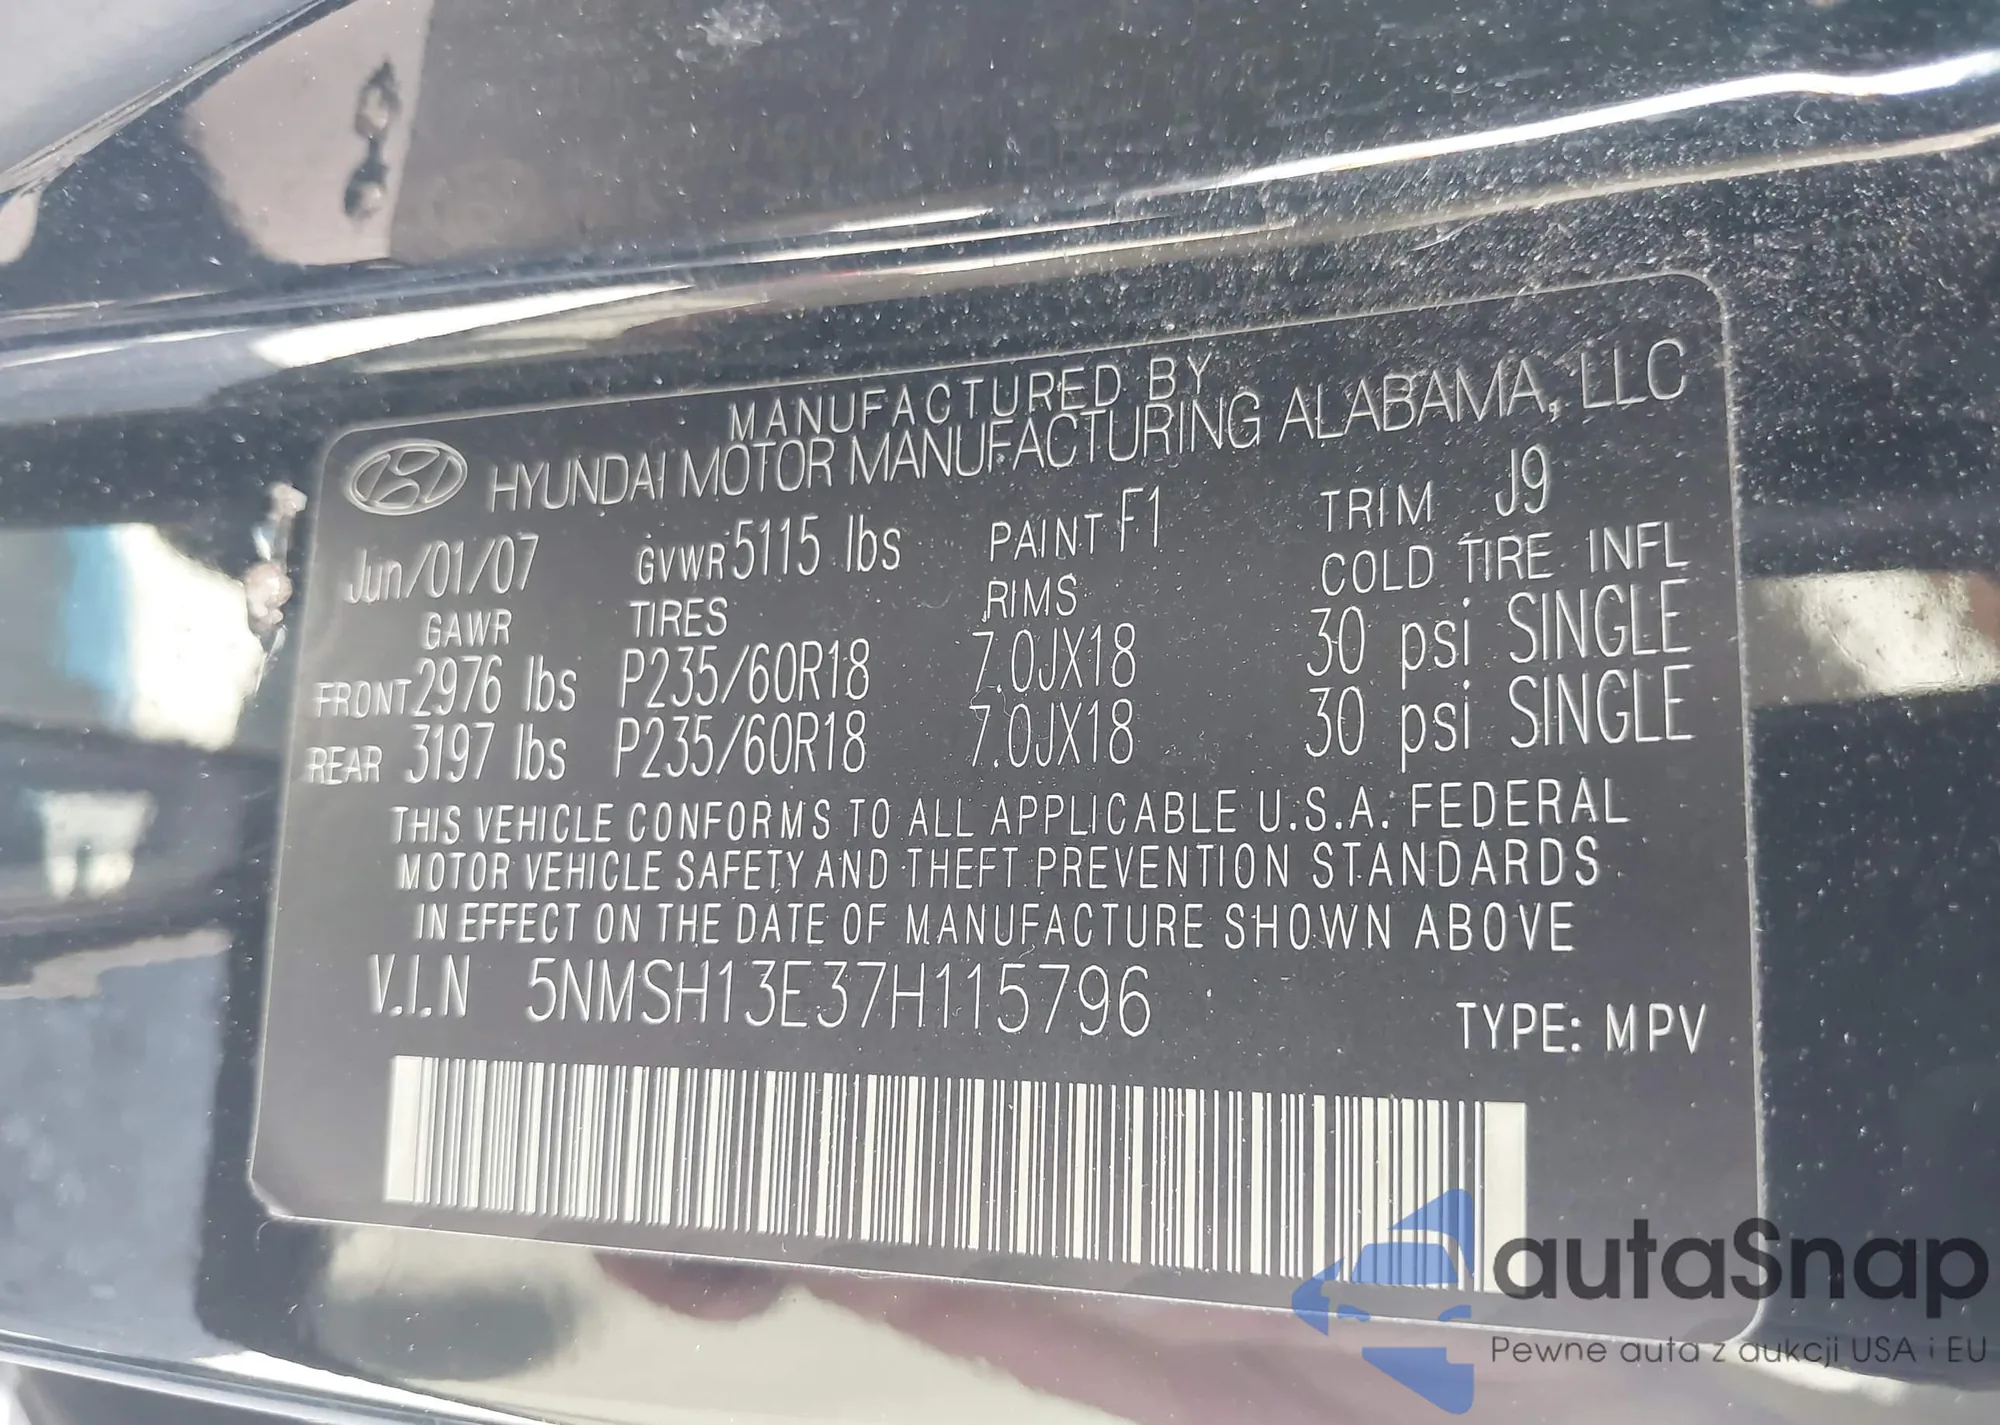 MANUFACTURED BY
HYUNDAI MOTOR MANUFACTURING ALABAMA, LLC
Jun/01/07 GVWR 5115 lbs PAINT F1 TRIM J9
GAWR TIRES RIMS COLD TIRE INFL
FRONT 2976 lbs P235/60R18 7.0JX18 30 psi SINGLE
REAR 3197 lbs P235/60R18 7.0JX18 30 psi SINGLE
THIS VEHICLE CONFORMS TO ALL APPLICABLE U.S.A. FEDERAL
MOTOR VEHICLE SAFETY AND THEFT PREVENTION STANDARDS
IN EFFECT ON THE DATE OF MANUFACTURE SHOWN ABOVE
V.I.N 5NMSH13E37H115796
TYPE: MPV
autaSnap
Pewne auta z aukcji USA i EU